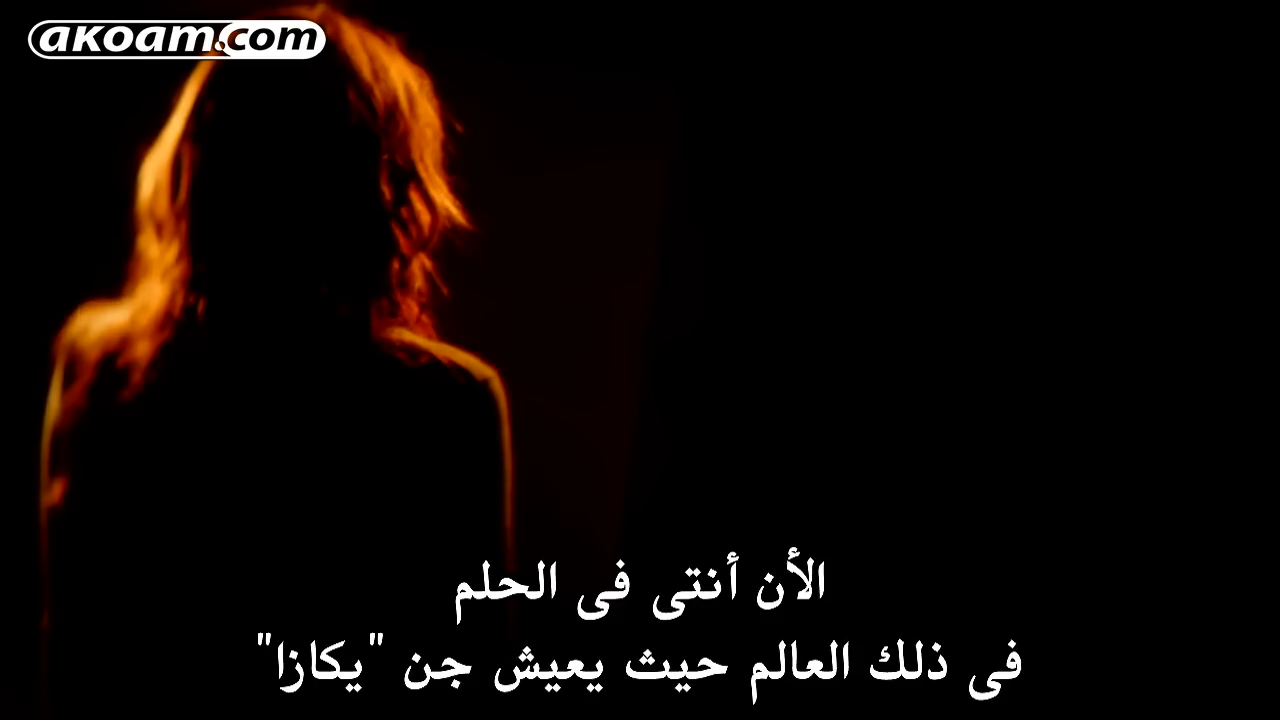 akoam.com
الأن أنتى فى الحلم
فى ذلك العالم حيث يعيش جن "يكازا"